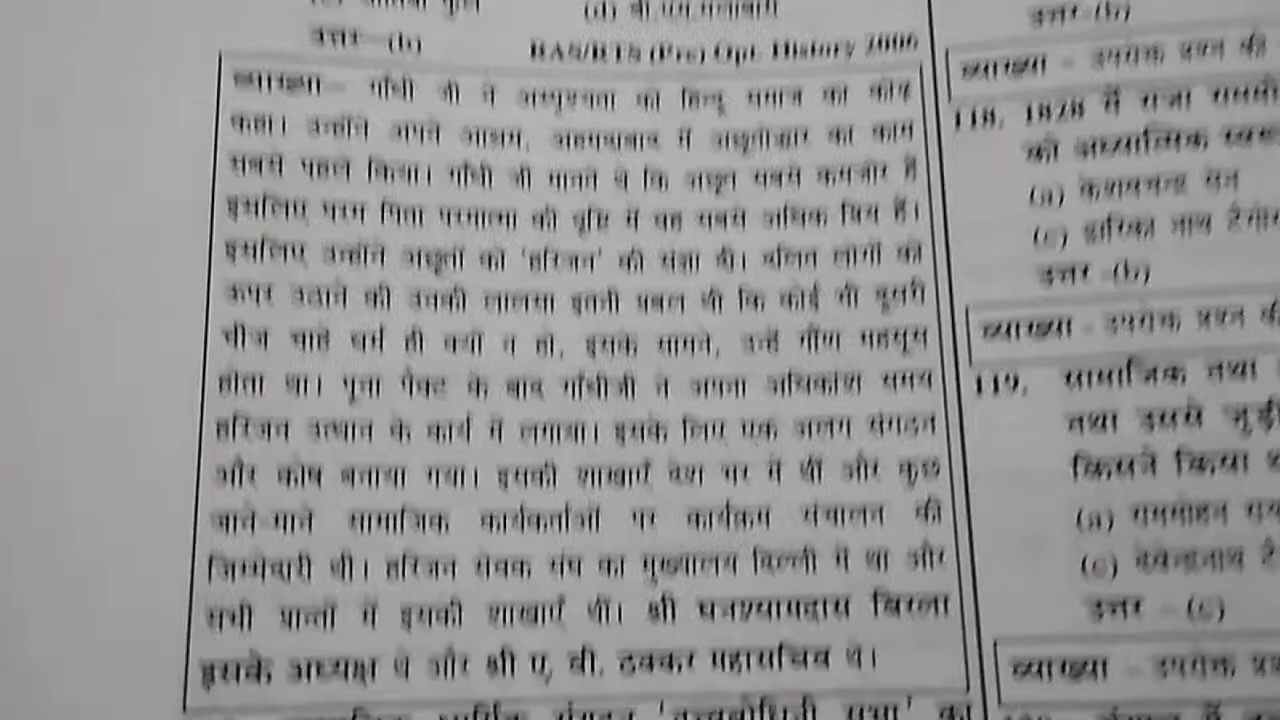 उत्तर-(b)
RAS/RTS (Pre) Opt. History 2006
व्याख्या– गाँधी जी ने अस्पृश्यता को हिन्दू समाज का कोढ़
कहा। उन्होंने अपने आश्रम, अहमदाबाद में अछूतोद्धार का काम
सबसे पहले किया। गाँधी जी मानते थे कि अछूत सबसे कमजोर हैं
इसलिए परम पिता परमात्मा की दृष्टि में वह सबसे अधिक प्रिय हैं।
इसलिए उन्होंने अछूतों को 'हरिजन' की संज्ञा दी। दलित लोगों को
ऊपर उठाने की उनकी लालसा इतनी प्रबल थी कि कोई भी दूसरी
चीज चाहे धर्म ही क्यों न हो, इसके सामने, उन्हें गौण महसूस
होता था। पूना पैक्ट के बाद गाँधीजी ने अपना अधिकांश समय
हरिजन उत्थान के कार्य में लगाया। इसके लिए एक अलग संगठन
और कोष बनाया गया। इसकी शाखाएँ देश भर में थीं और कुछ
जाने-माने सामाजिक कार्यकर्ताओं पर कार्यक्रम संचालन की
जिम्मेदारी थी। हरिजन सेवक संघ का मुख्यालय दिल्ली में था और
सभी प्रान्तों में इसकी शाखाएँ थीं। श्री घनश्यामदास बिरला
इसके अध्यक्ष थे और श्री ए. वी. ठक्कर महासचिव थे।
उत्तर-(b)
व्याख्या – उपरोक्त प्रश्न की
118. 1828 में राजा राममो
को आध्यात्मिक
(a) केशवचन्द्र सेन
(c) द्वारिका नाथ टैगोर
उत्तर-(b)
व्याख्या - उपरोक्त प्रश्न की
119. सामाजिक तथा
तथा उससे जुड़ी
किसने किया
(a) राममोहन राय
(c) देवेन्द्रनाथ
उत्तर – (c)
व्याख्या – उपरोक्त